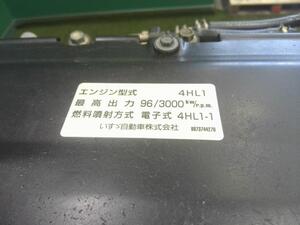 エンジン型式 4HL1
最高出力 96/3000 kw/r.p.m.
燃料噴射方式 電子式 4HL1-1
いすゞ自動車株式会社 8973744270